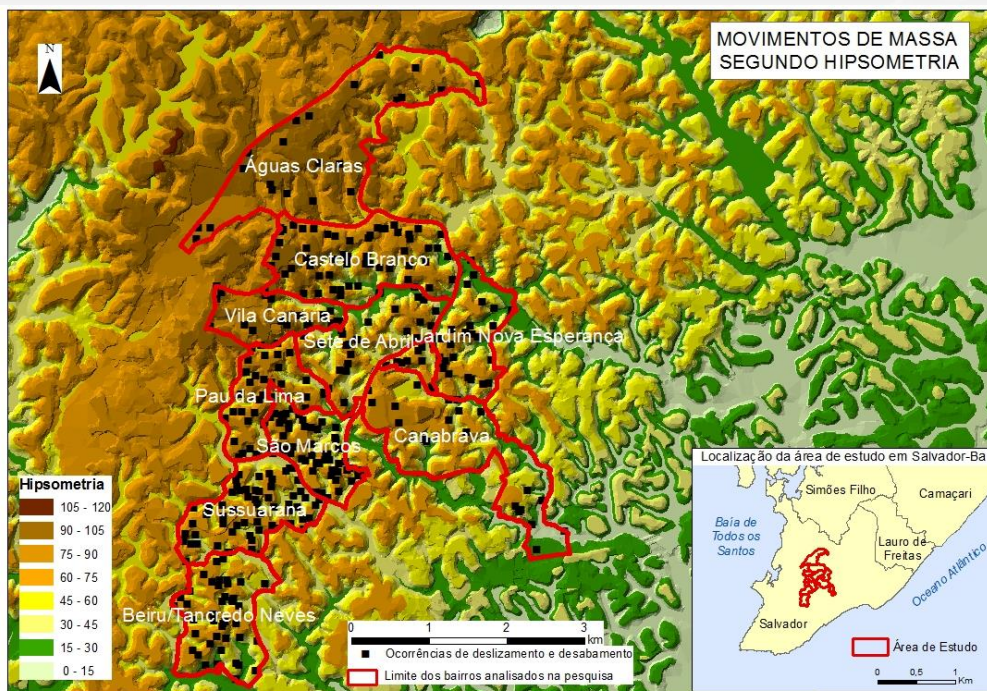 MOVIMENTOS DE MASSA
SEGUNDO HIPSOMETRIA
N
Águas Claras
Castelo Branco
Vila Canária
Sete de Abril
Jardim Nova Esperança
Pau da Lima
São Marcos
Canabrava
Sussuarana
Beiru/Tancredo Neves
Hipsometria
105 - 120
90 - 105
75 - 90
60 - 75
45 - 60
30 - 45
15 - 30
0 - 15
0 1 2 3
km
Ocorrências de deslizamento e desabamento
Limite dos bairros analisados na pesquisa
Localização da área de estudo em Salvador-Ba
Simões Filho
Camaçari
Baía de
Todos os
Santos
Lauro de
Freitas
Oceano Atlântico
Salvador
Área de Estudo
0 0,5 1
Km